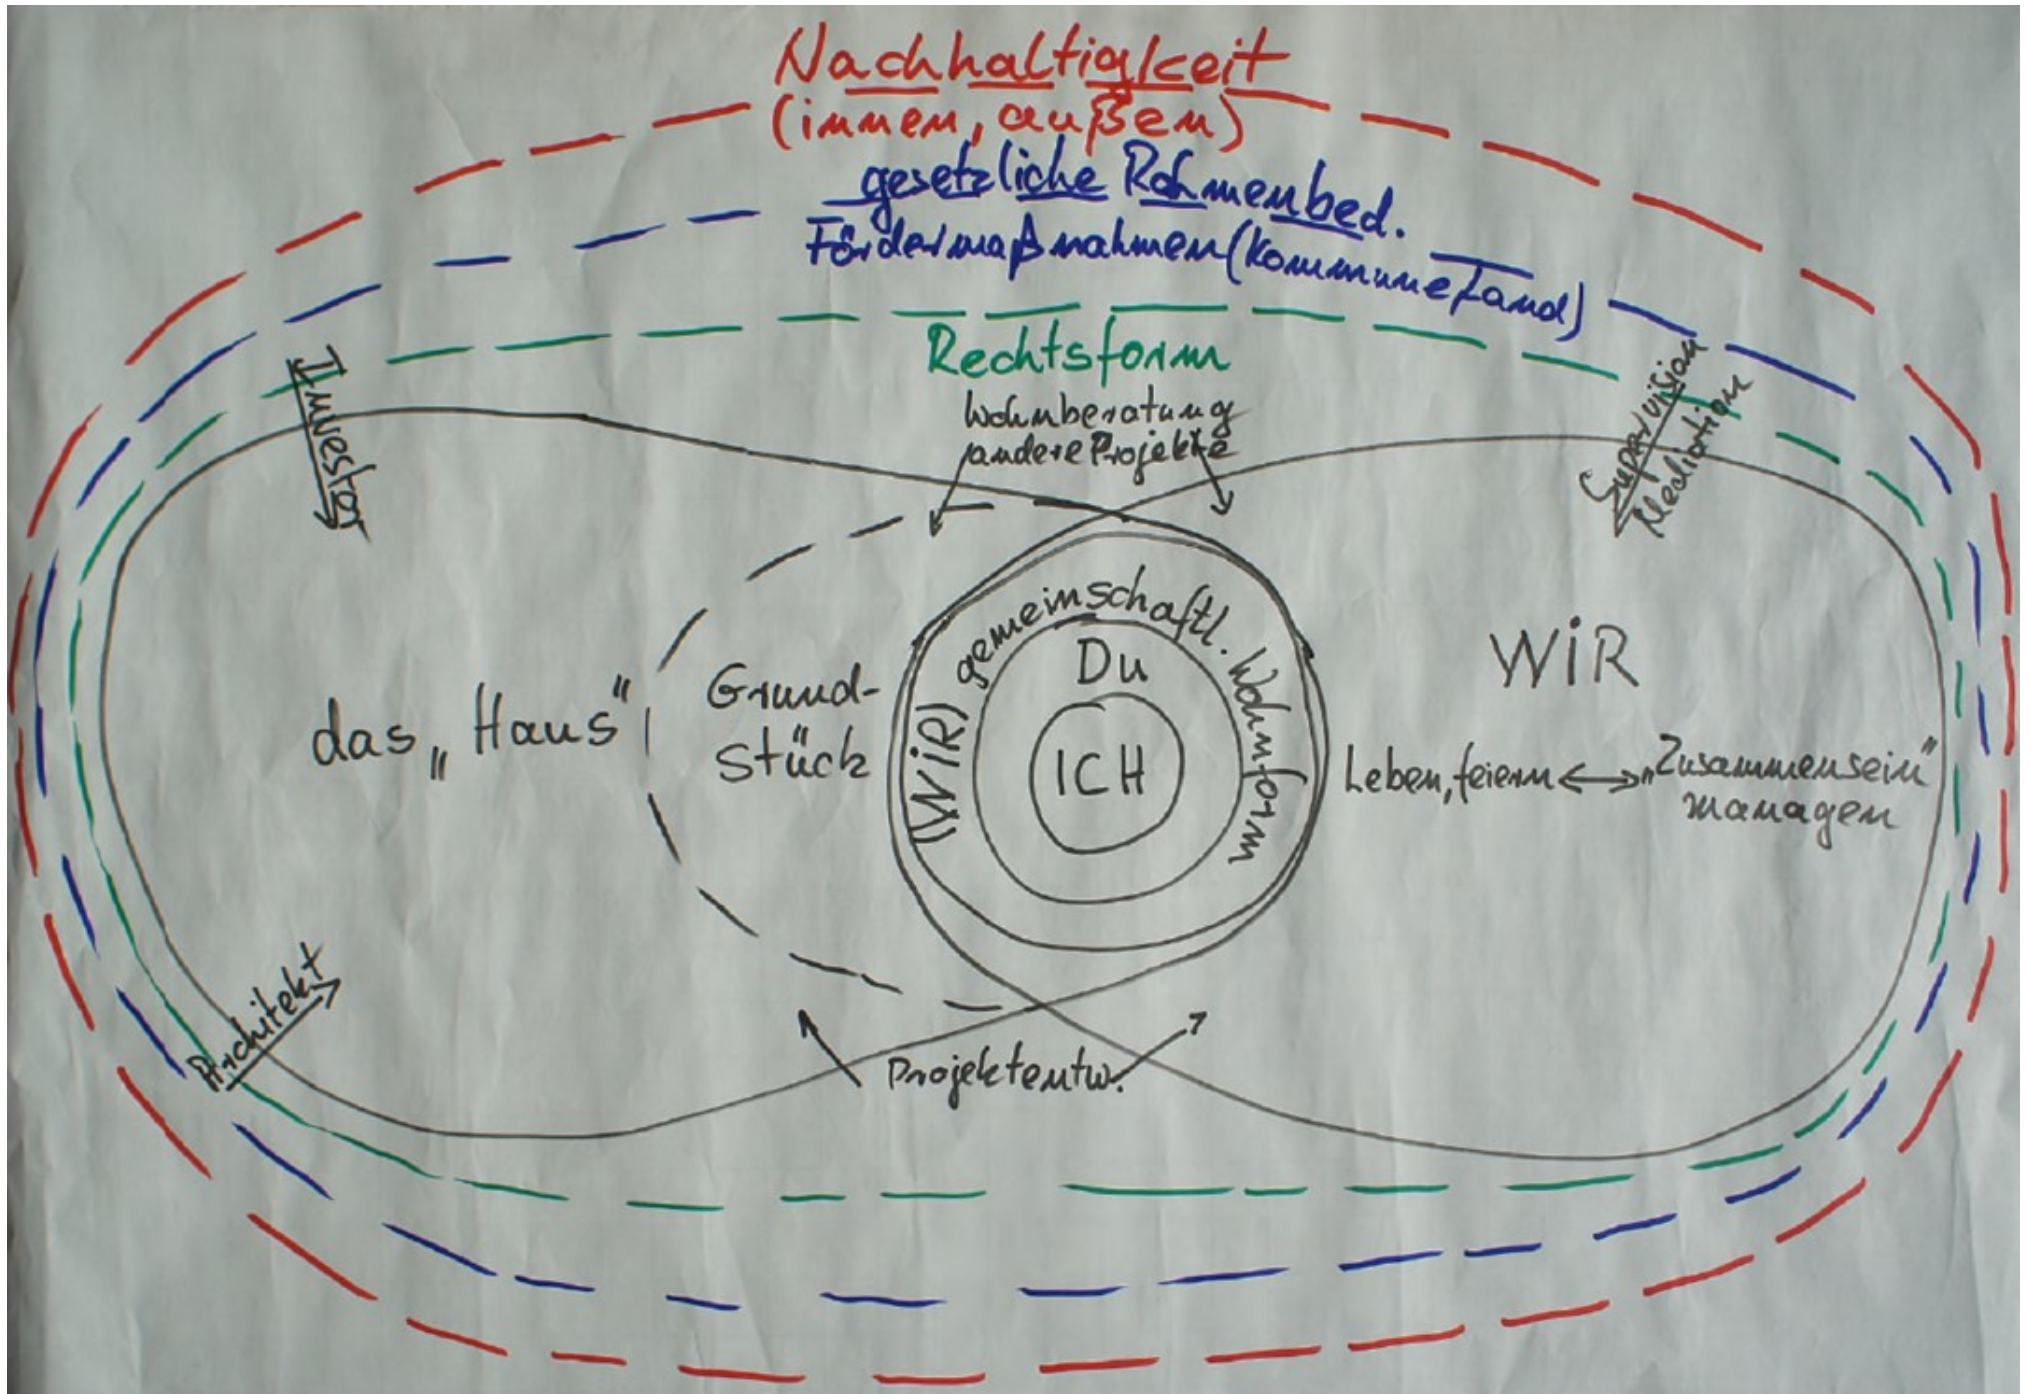 Nachhaltigkeit
(innen, außen)
gesetzliche Rahmenbed.
Fördermaßnahmen (Kommune Land)
Rechtsform
Wohnberatung
andere Projekte
Investor
Supervision
Mediation
das „Haus"
Grund-
stück
(WiR) gemeinschaftl. Wohnform
Du
ICH
WiR
Leben, feiern ↔ „Zusammensein"
managen
Architekt
Projektentw.